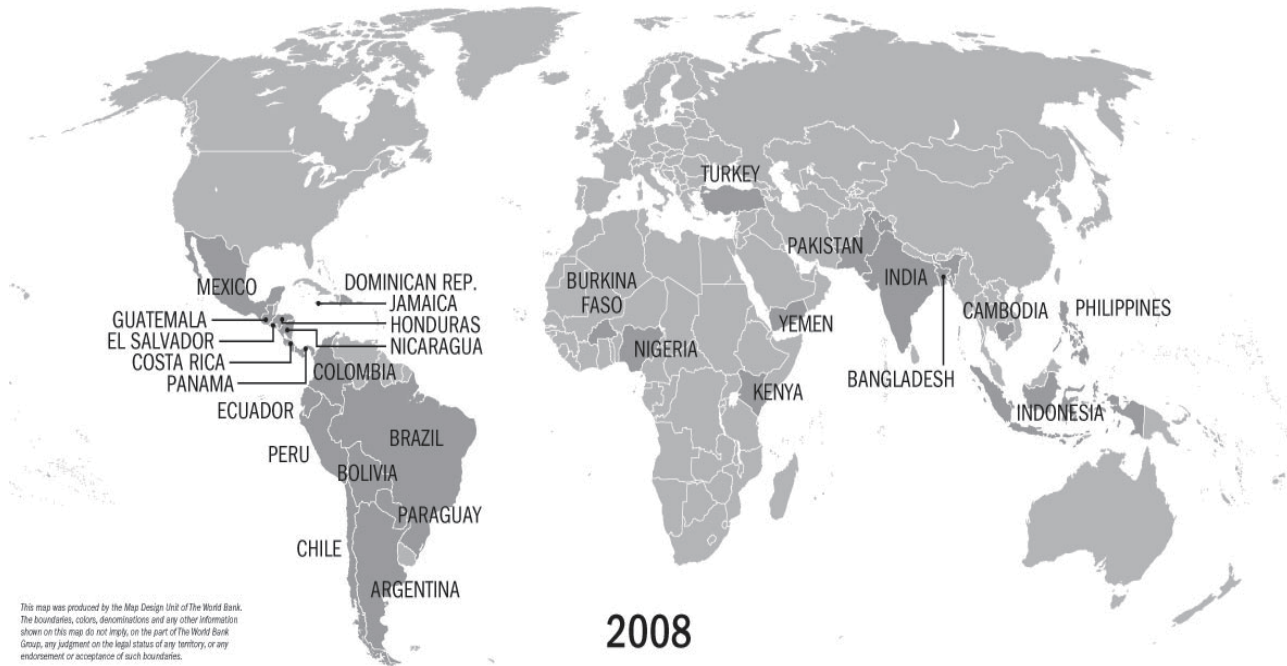 TURKEY
PAKISTAN
INDIA
BURKINA
FASO
MEXICO
DOMINICAN REP.
JAMAICA
GUATEMALA
HONDURAS
EL SALVADOR
NICARAGUA
COSTA RICA
PANAMA
COLOMBIA
ECUADOR
NIGERIA
YEMEN
KENYA
CAMBODIA
PHILIPPINES
BANGLADESH
INDONESIA
BRAZIL
PERU
BOLIVIA
PARAGUAY
CHILE
ARGENTINA
This map was produced by the Map Design Unit of The World Bank.
The boundaries, colors, denominations and any other information
shown on this map do not imply, on the part of The World Bank
Group, any judgment on the legal status of any territory, or any
endorsement or acceptance of such boundaries.
2008